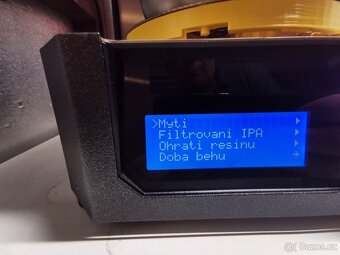 >Myti
Filtrovani IPA
Ohrati resinu
Doba behu →
Bazos.cz